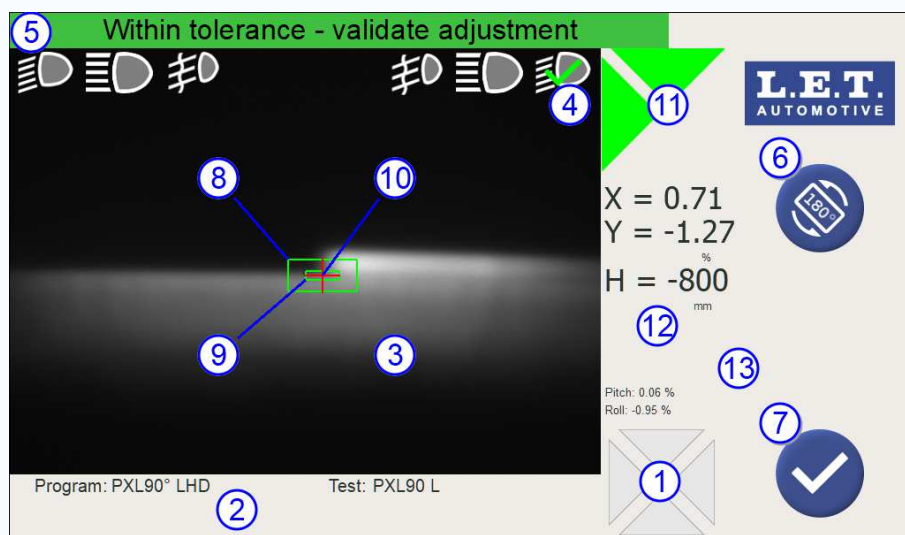 5
Within tolerance - validate adjustment
L.E.T.
AUTOMOTIVE
4
11
6
8
10
180°
X = 0.71
Y = -1.27
%
H = -800
mm
12
9
3
13
Pitch: 0.06 %
Roll: -0.95 %
7
1
Program: PXL90° LHD
Test: PXL90 L
2